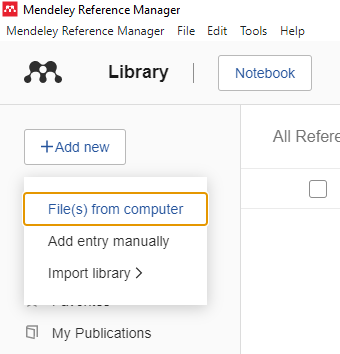 Mendeley Reference Manager
Mendeley Reference Manager File Edit Tools Help
Library
Notebook
+Add new
All Refere
File(s) from computer
Add entry manually
Import library >
My Publications